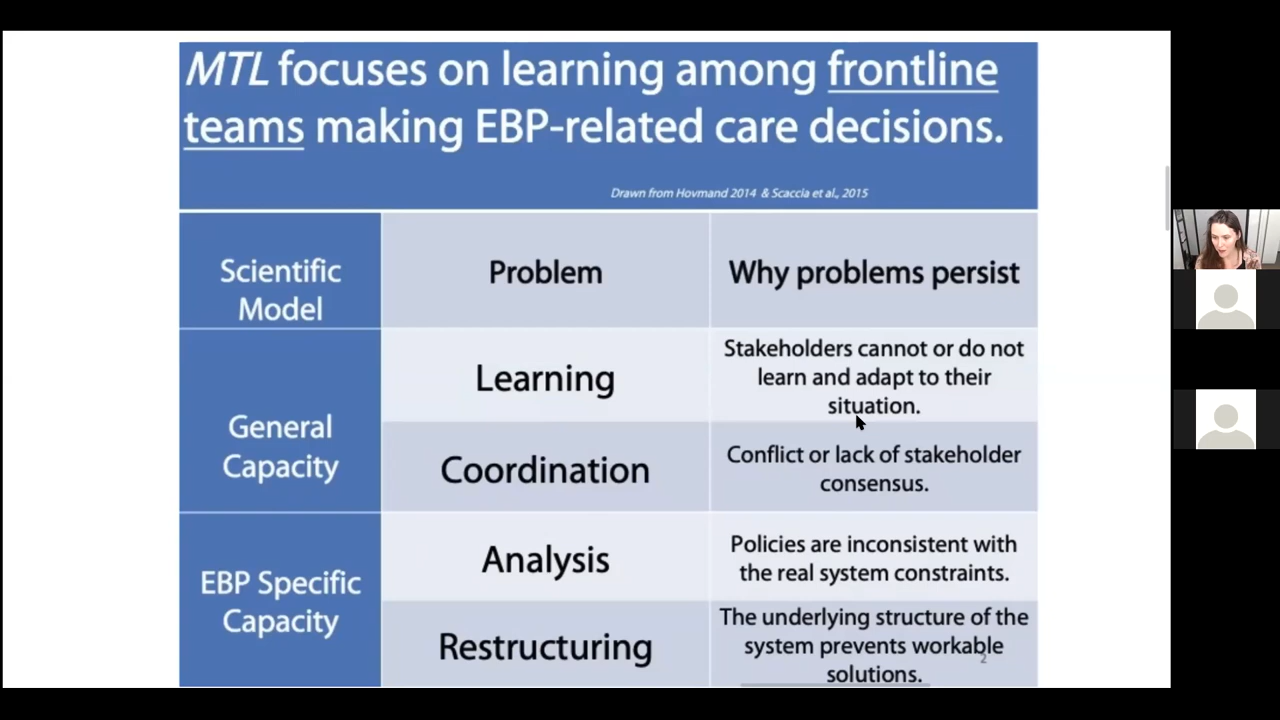 MTL focuses on learning among frontline
teams making EBP-related care decisions.
Drawn from Hovmand 2014 & Scaccia et al., 2015
Scientific
Model
Problem
Why problems persist
General
Capacity
Learning
Stakeholders cannot or do not
learn and adapt to their
situation.
Coordination
Conflict or lack of stakeholder
consensus.
EBP Specific
Capacity
Analysis
Policies are inconsistent with
the real system constraints.
Restructuring
The underlying structure of the
system prevents workable
solutions.
2